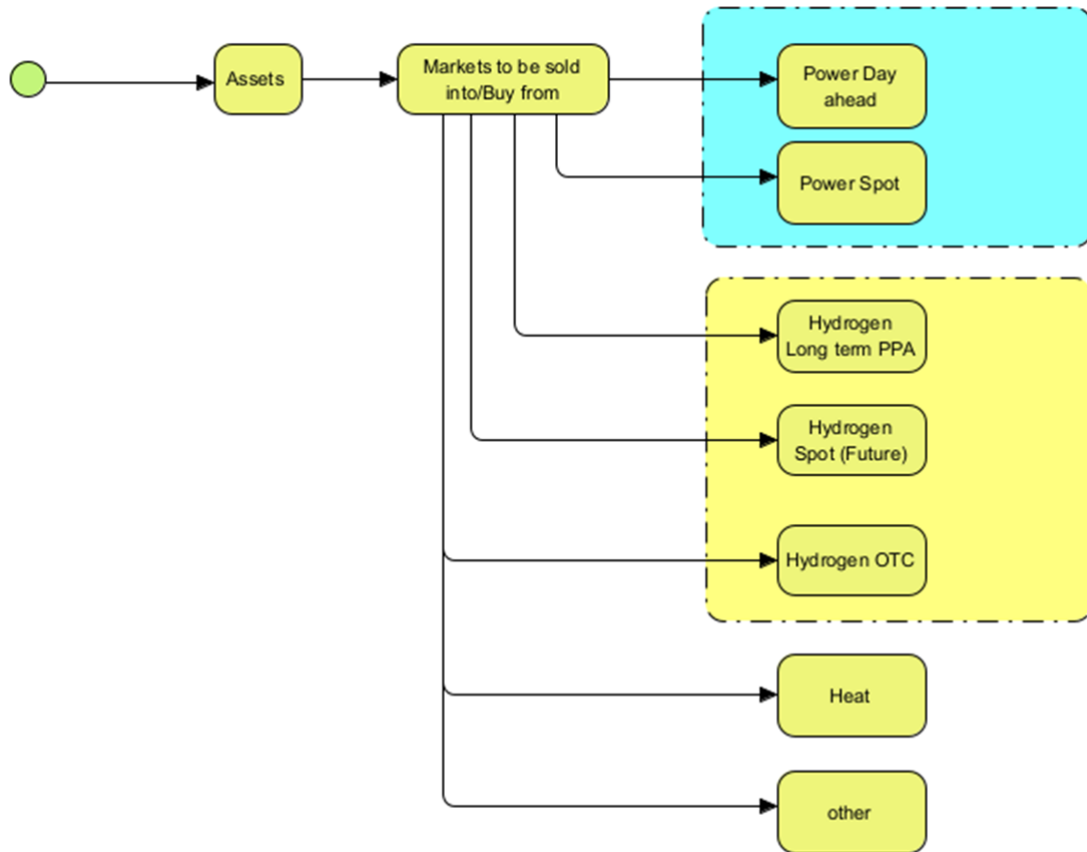 Assets
Markets to be sold
into/Buy from
Power Day
ahead
Power Spot
Hydrogen
Long term PPA
Hydrogen
Spot (Future)
Hydrogen OTC
Heat
other